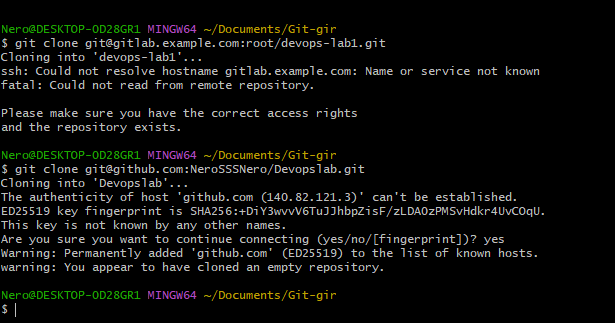 Nero@DESKTOP-OD28GR1 MINGW64 ~/Documents/Git-gir
$ git clone git@gitlab.example.com:root/devops-lab1.git
Cloning into 'devops-lab1'...
ssh: Could not resolve hostname gitlab.example.com: Name or service not known
fatal: Could not read from remote repository.
Please make sure you have the correct access rights
and the repository exists.
Nero@DESKTOP-OD28GR1 MINGW64 ~/Documents/Git-gir
$ git clone git@github.com:NeroSSSNero/Devopslab.git
Cloning into 'Devopslab'...
The authenticity of host 'github.com (140.82.121.3)' can't be established.
ED25519 key fingerprint is SHA256:+DiY3wvvV6TuJJhbpZisF/zLDA0zPMSvHdkr4UvCOqU.
This key is not known by any other names.
Are you sure you want to continue connecting (yes/no/[fingerprint])? yes
Warning: Permanently added 'github.com' (ED25519) to the list of known hosts.
warning: You appear to have cloned an empty repository.
Nero@DESKTOP-OD28GR1 MINGW64 ~/Documents/Git-gir
$